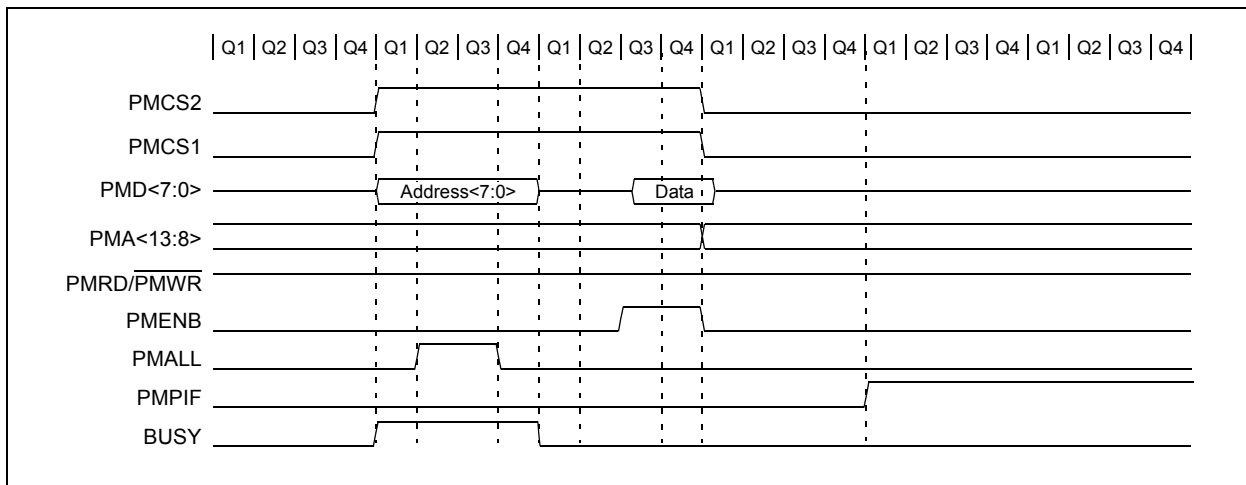 Q1 Q2 Q3 Q4 Q1 Q2 Q3 Q4 Q1 Q2 Q3 Q4 Q1 Q2 Q3 Q4 Q1 Q2 Q3 Q4 Q1 Q2 Q3 Q4
PMCS2
PMCS1
PMD<7:0> Address<7:0> Data
PMA<13:8>
PMRD/PMWR
PMENB
PMALL
PMPIF
BUSY